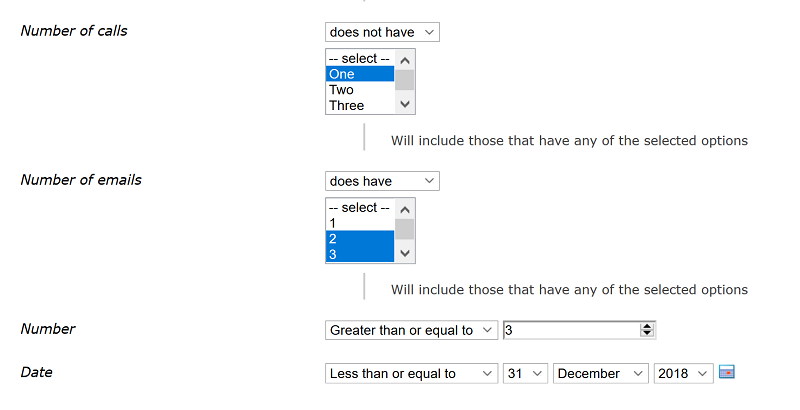 Number of calls does not have
-- select --
One
Two
Three
Will include those that have any of the selected options
Number of emails does have
-- select --
1
2
3
Will include those that have any of the selected options
Number Greater than or equal to 3
Date Less than or equal to 31 December 2018